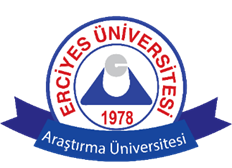 ERCİYES ÜNİVERSİTESİ
1978
Araştırma Üniversitesi